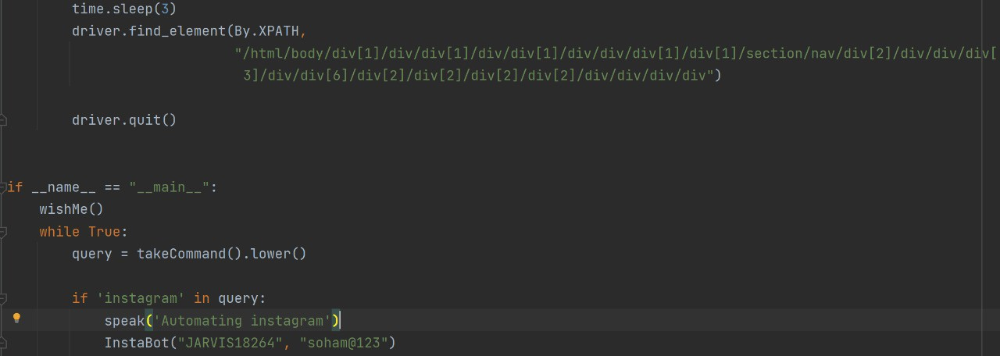 time.sleep(3)
driver.find_element(By.XPATH,
"/html/body/div[1]/div/div[1]/div/div[1]/div/div/div[1]/div[1]/section/nav/div[2]/div/div/div[
3]/div/div[6]/div[2]/div[2]/div[2]/div[2]/div/div/div/div")
driver.quit()
if __name__ == "__main__":
wishMe()
while True:
query = takeCommand().lower()
if 'instagram' in query:
speak('Automating instagram')
InstaBot("JARVIS18264", "soham@123")